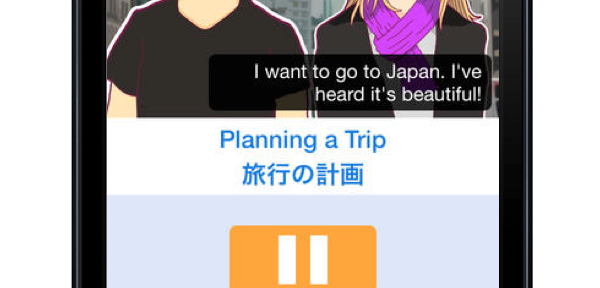 I want to go to Japan. I've
heard it's beautiful!
Planning a Trip
旅行の計画